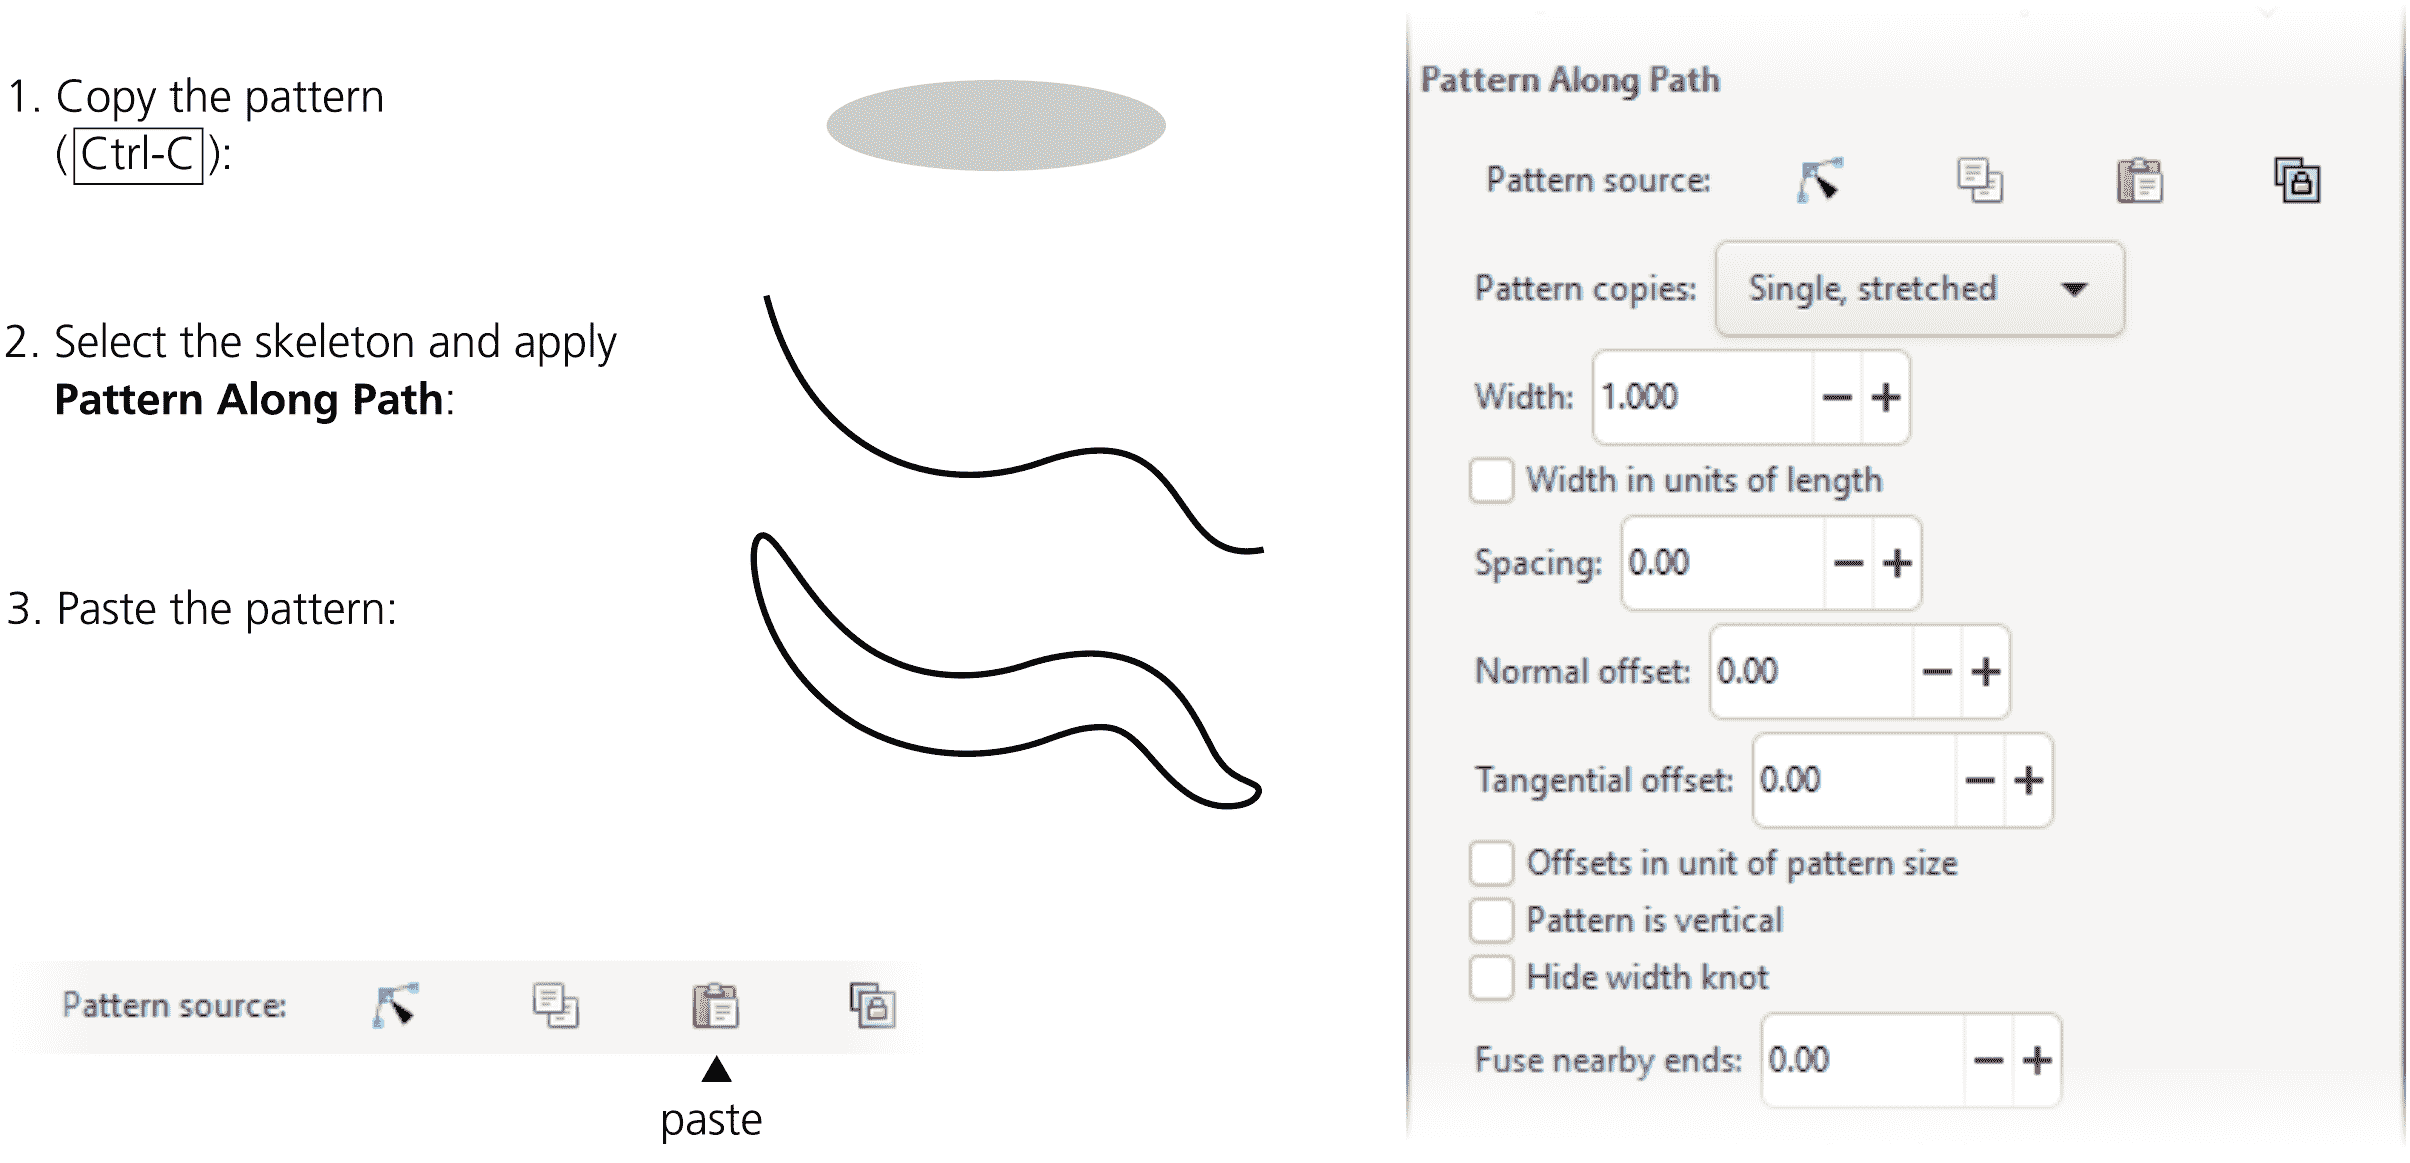 1. Copy the pattern
(Ctrl-C):
2. Select the skeleton and apply
Pattern Along Path:
3. Paste the pattern:
Pattern source:
paste
Pattern Along Path
Pattern source:
Pattern copies: Single, stretched
Width: 1.000 − +
Width in units of length
Spacing: 0.00 − +
Normal offset: 0.00 − +
Tangential offset: 0.00 − +
Offsets in unit of pattern size
Pattern is vertical
Hide width knot
Fuse nearby ends: 0.00 − +